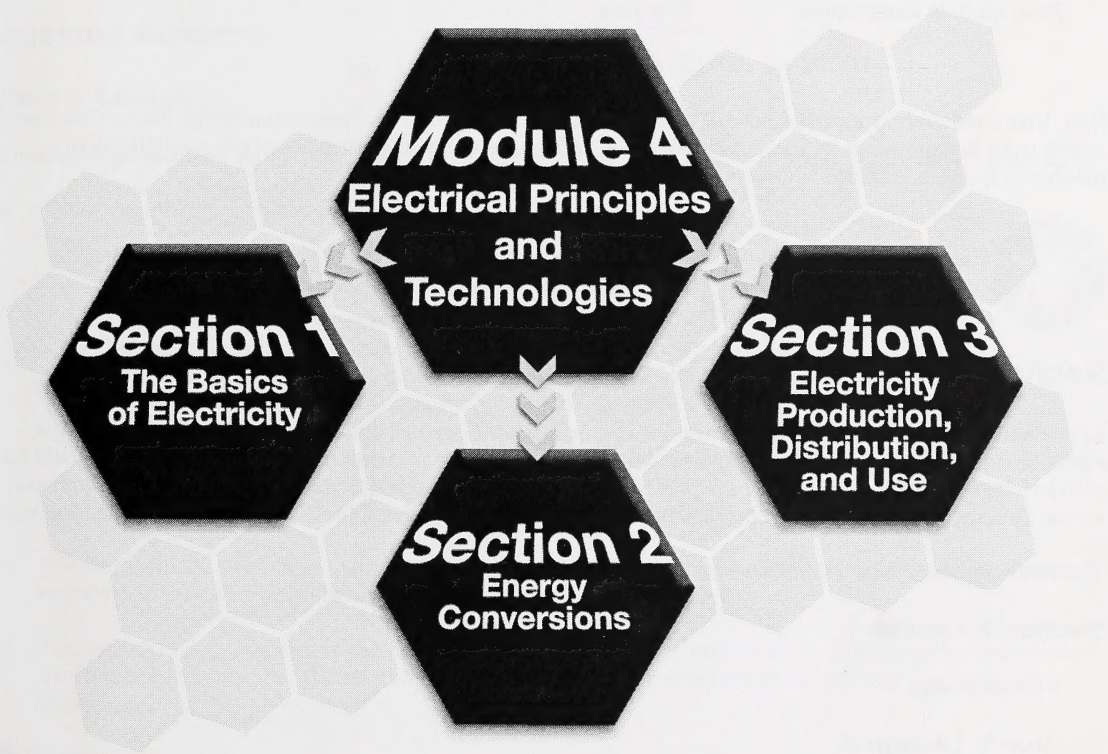 Module 4
Electrical Principles
and
Technologies
Section 1
The Basics
of Electricity
Section 2
Energy
Conversions
Section 3
Electricity
Production,
Distribution,
and Use